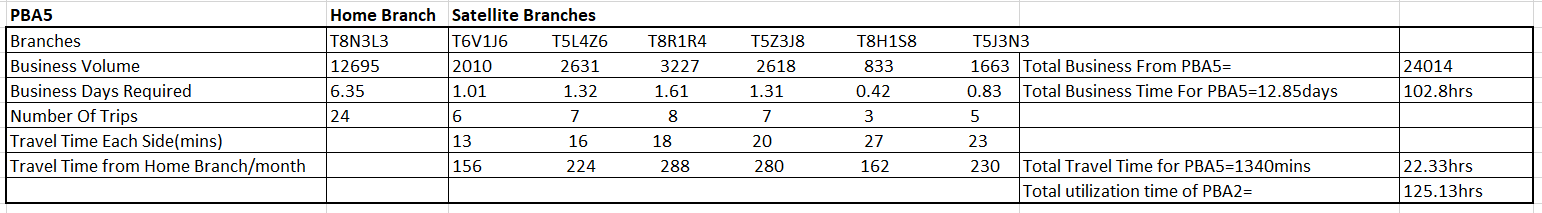 PBA5 Home Branch Satellite Branches
Branches T8N3L3 T6V1J6 T5L4Z6 T8R1R4 T5Z3J8 T8H1S8 T5J3N3
Business Volume 12695 2010 2631 3227 2618 833 1663 Total Business From PBA5= 24014
Business Days Required 6.35 1.01 1.32 1.61 1.31 0.42 0.83 Total Business Time For PBA5=12.85days 102.8hrs
Number Of Trips 24 6 7 8 7 3 5
Travel Time Each Side(mins) 13 16 18 20 27 23
Travel Time from Home Branch/month 156 224 288 280 162 230 Total Travel Time for PBA5=1340mins 22.33hrs
Total utilization time of PBA2= 125.13hrs